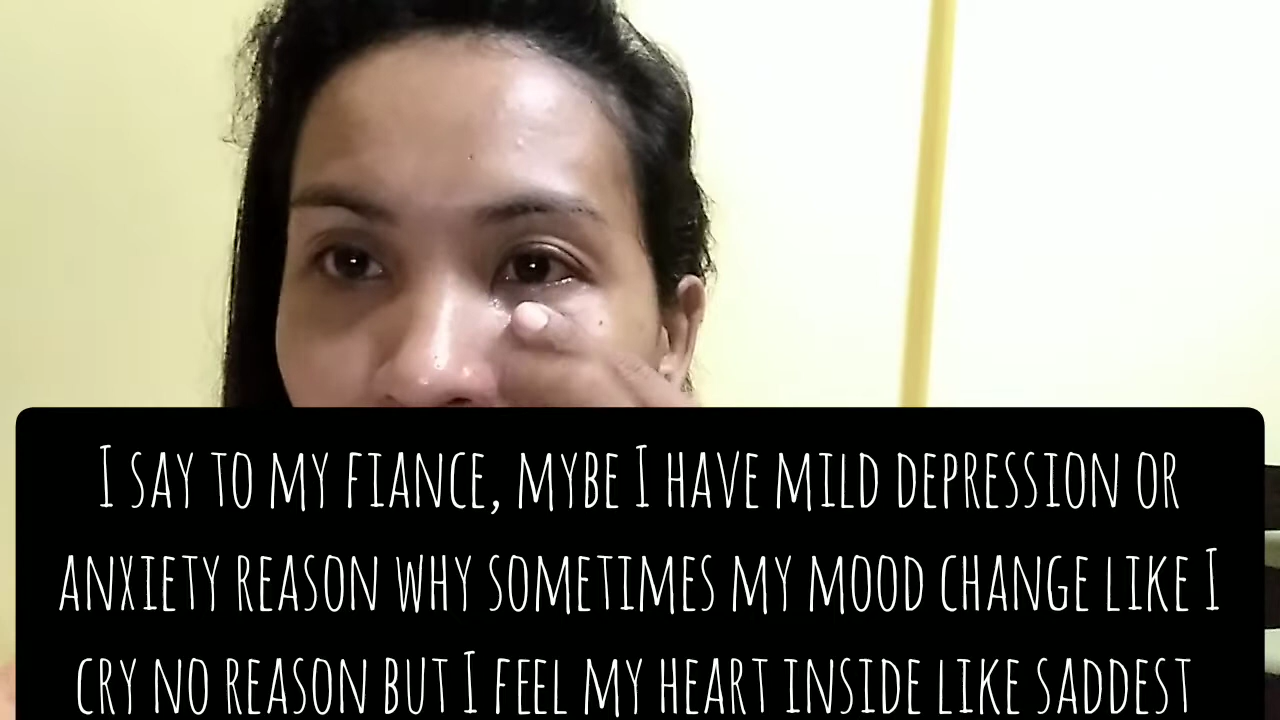 I SAY TO MY FIANCE, MYBE I HAVE MILD DEPRESSION OR
ANXIETY REASON WHY SOMETIMES MY MOOD CHANGE LIKE I
CRY NO REASON BUT I FEEL MY HEART INSIDE LIKE SADDEST